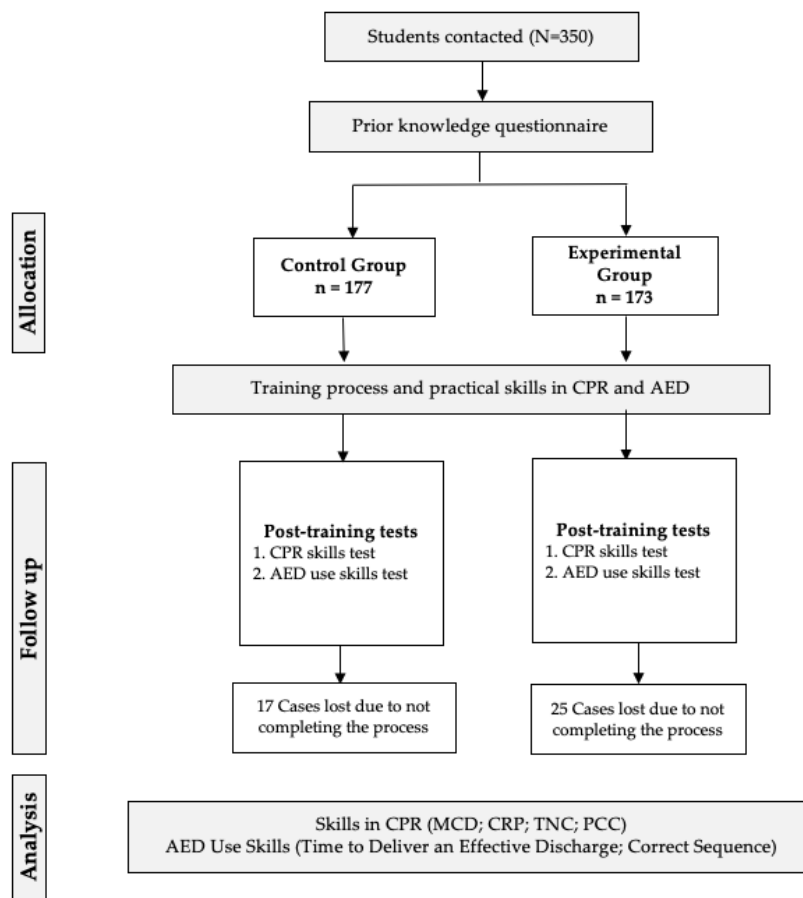 Students contacted (N=350)
Prior knowledge questionnaire
Allocation
Control Group
n = 177
Experimental
Group
n = 173
Training process and practical skills in CPR and AED
Follow up
Post-training tests
1. CPR skills test
2. AED use skills test
Post-training tests
1. CPR skills test
2. AED use skills test
17 Cases lost due to not
completing the process
25 Cases lost due to not
completing the process
Analysis
Skills in CPR (MCD; CRP; TNC; PCC)
AED Use Skills (Time to Deliver an Effective Discharge; Correct Sequence)